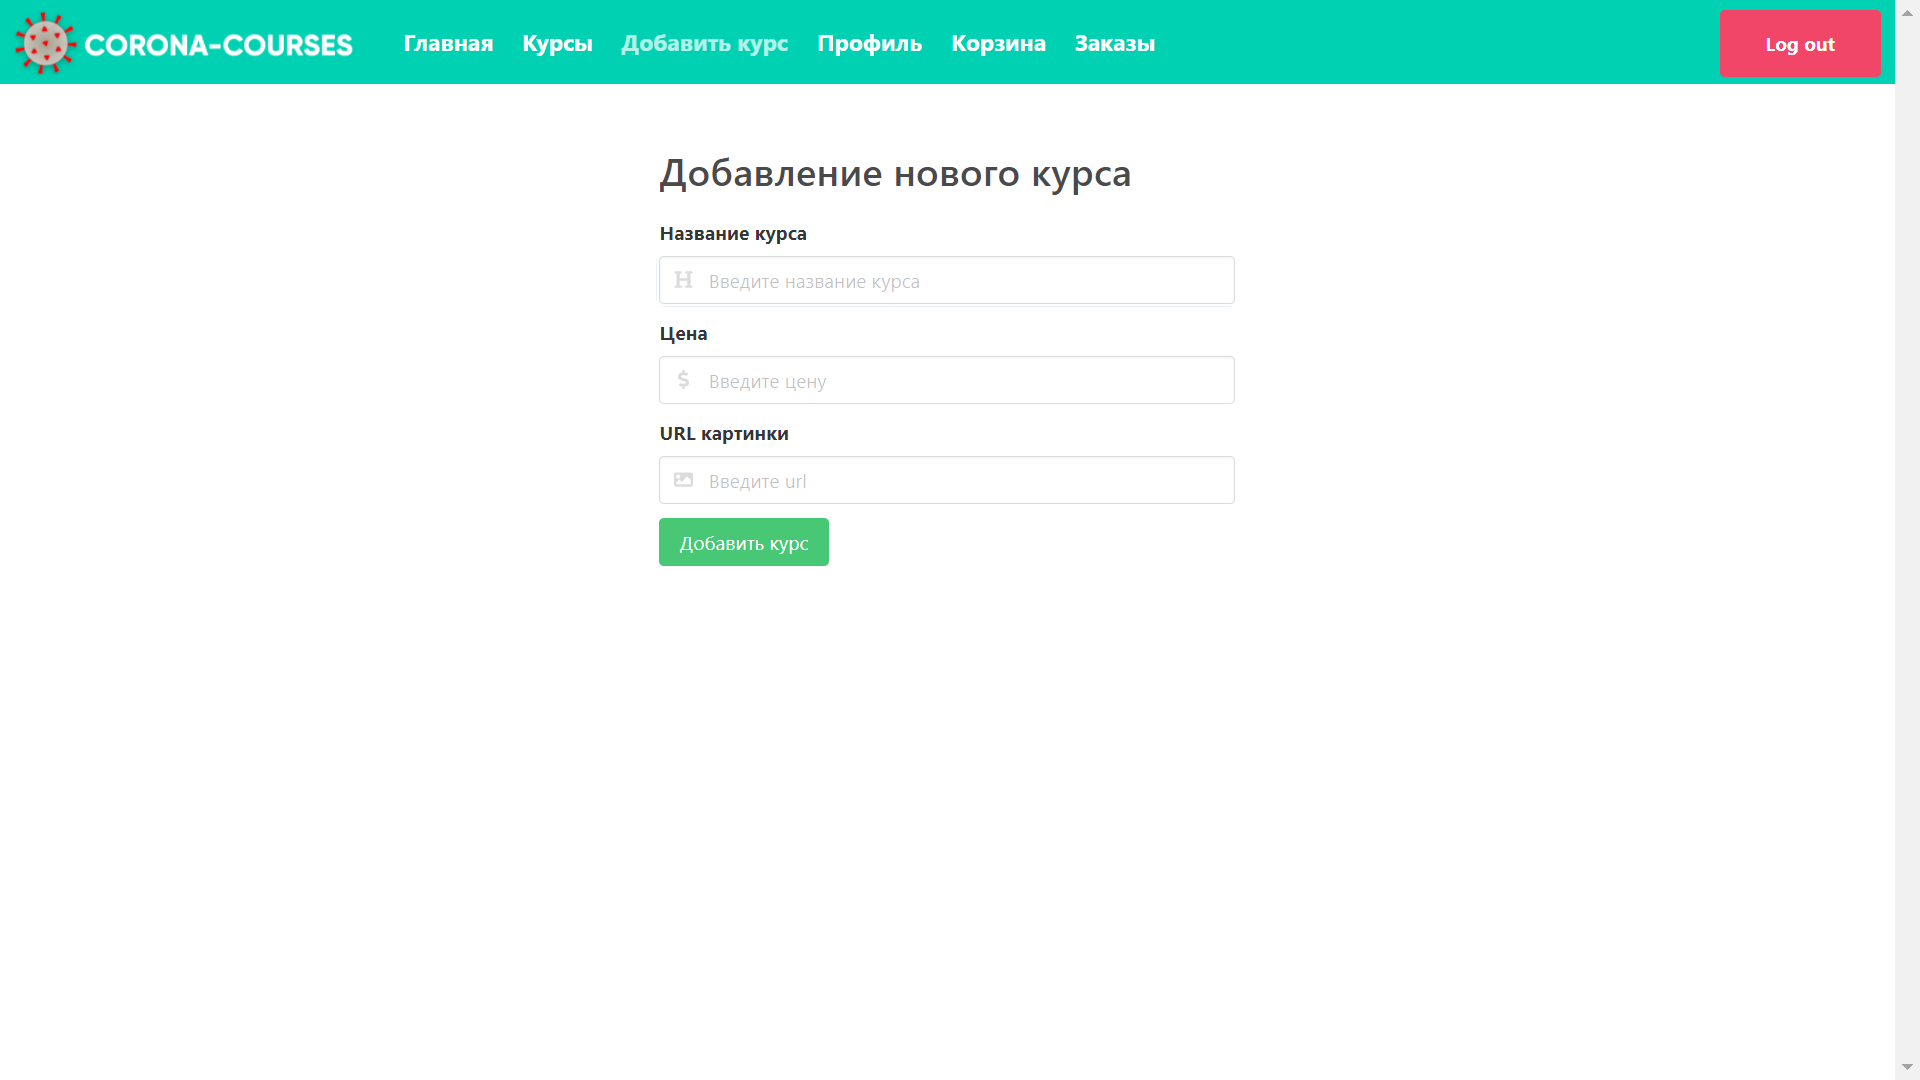 CORONA-COURSES Главная Курсы Добавить курс Профиль Корзина Заказы Log out
Добавление нового курса
Название курса
Введите название курса
Цена
Введите цену
URL картинки
Введите url
Добавить курс